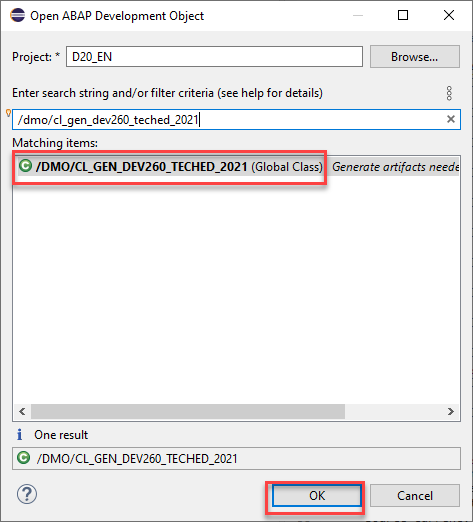 Open ABAP Development Object
Project: * D20_EN Browse...
Enter search string and/or filter criteria (see help for details)
/dmo/cl_gen_dev260_teched_2021
Matching items:
/DMO/CL_GEN_DEV260_TECHED_2021 (Global Class) Generate artifacts neede
One result
/DMO/CL_GEN_DEV260_TECHED_2021
OK Cancel